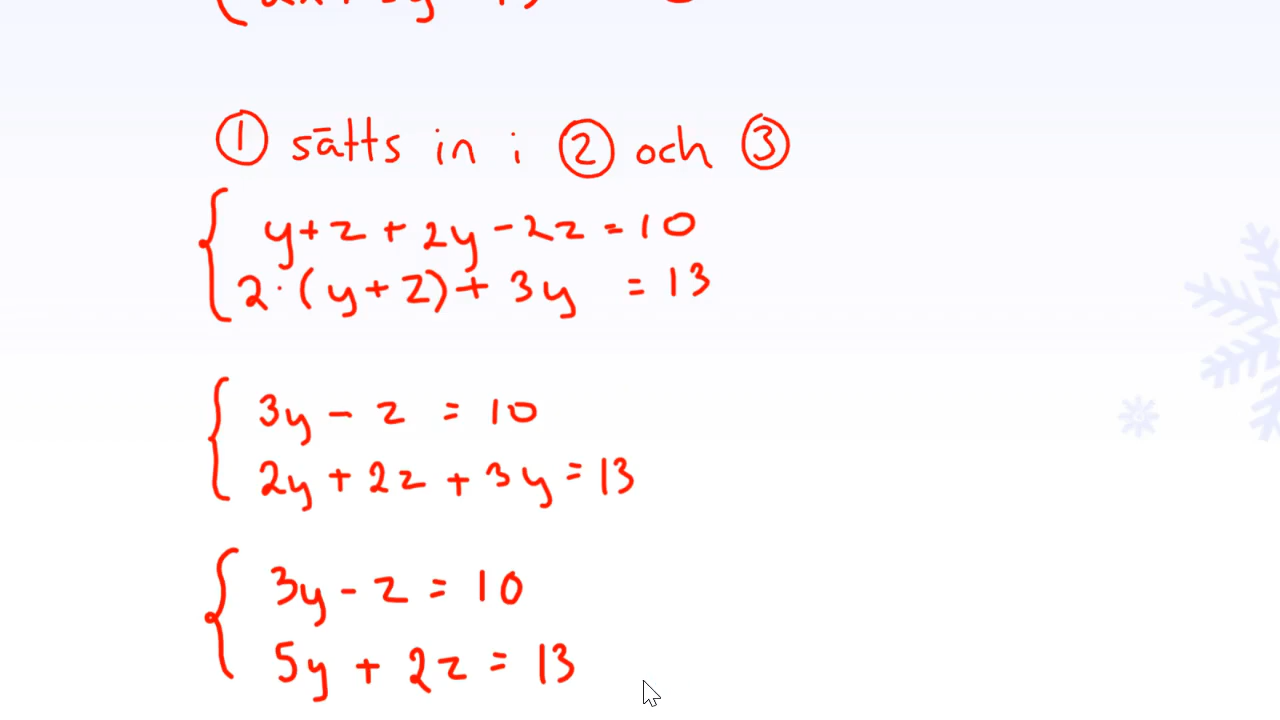 ① sätts in i ② och ③
y+z + 2y - 2z = 10
2·(y+z)+ 3y = 13
3y - z = 10
2y + 2z + 3y = 13
3y - z = 10
5y + 2z = 13